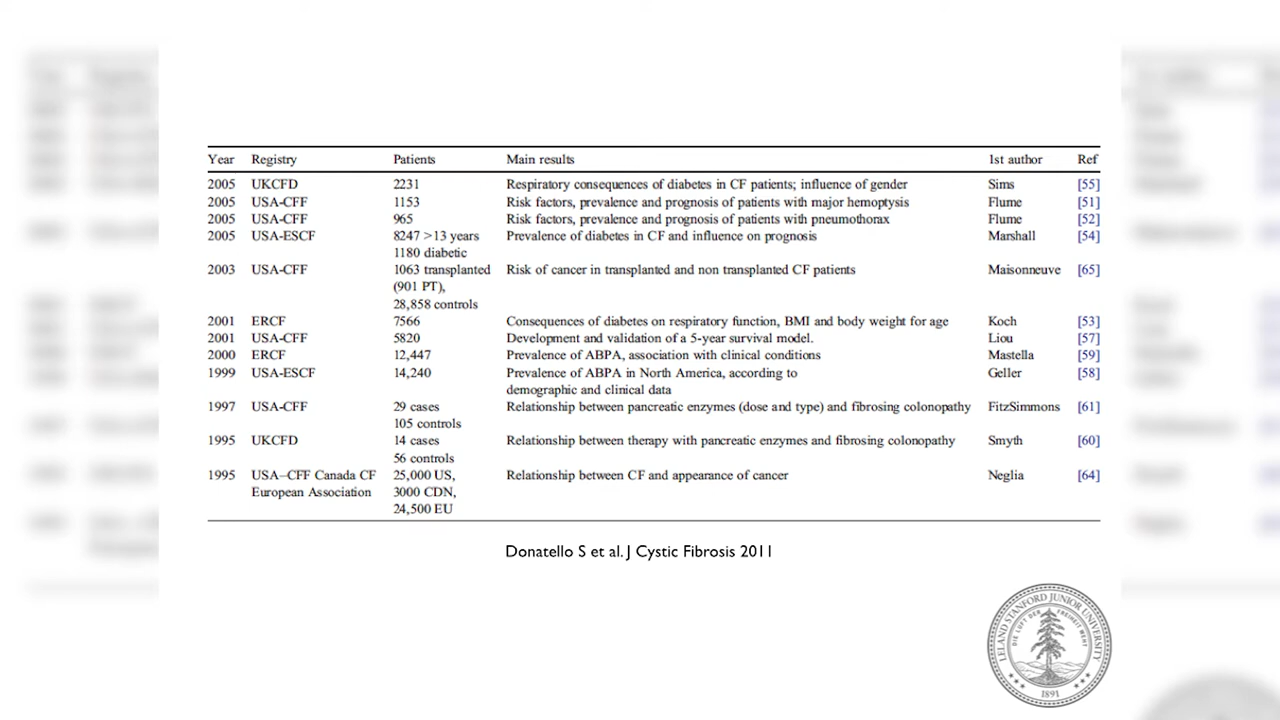 Year Registry Patients Main results 1st author Ref
2005 UKCFD 2231 Respiratory consequences of diabetes in CF patients; influence of gender Sims [55]
2005 USA-CFF 1153 Risk factors, prevalence and prognosis of patients with major hemoptysis Flume [51]
2005 USA-CFF 965 Risk factors, prevalence and prognosis of patients with pneumothorax Flume [52]
2005 USA-ESCF 8247 >13 years Prevalence of diabetes in CF and influence on prognosis Marshall [54]
1180 diabetic
2003 USA-CFF 1063 transplanted Risk of cancer in transplanted and non transplanted CF patients Maisonneuve [65]
(901 PT),
28,858 controls
2001 ERCF 7566 Consequences of diabetes on respiratory function, BMI and body weight for age Koch [53]
2001 USA-CFF 5820 Development and validation of a 5-year survival model. Liou [57]
2000 ERCF 12,447 Prevalence of ABPA, association with clinical conditions Mastella [59]
1999 USA-ESCF 14,240 Prevalence of ABPA in North America, according to Geller [58]
demographic and clinical data
1997 USA-CFF 29 cases Relationship between pancreatic enzymes (dose and type) and fibrosing colonopathy FitzSimmons [61]
105 controls
1995 UKCFD 14 cases Relationship between therapy with pancreatic enzymes and fibrosing colonopathy Smyth [60]
56 controls
1995 USA–CFF Canada CF 25,000 US, Relationship between CF and appearance of cancer Neglia [64]
European Association 3000 CDN,
24,500 EU
Donatello S et al. J Cystic Fibrosis 2011
LELAND STANFORD JUNIOR UNIVERSITY
DIE LUFT DER FREIHEIT WEHT
1891